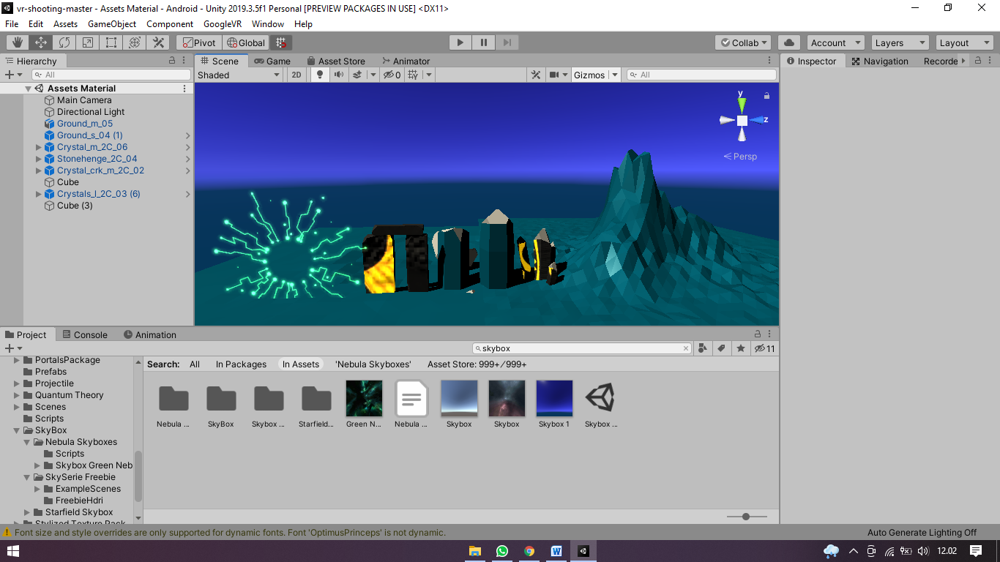 vr-shooting-master - Assets Material - Android - Unity 2019.3.5f1 Personal [PREVIEW PACKAGES IN USE] <DX11>
File Edit Assets GameObject Component GoogleVR Window Help
Pivot Global Collab Account Layers Layout
Hierarchy
All
Assets Material
Main Camera
Directional Light
Ground_m_05
Ground_s_04 (1)
Crystal_m_2C_06
Stonehenge_2C_04
Crystal_crk_m_2C_02
Cube
Crystals_l_2C_03 (6)
Cube (3)
Scene Game Asset Store Animator
Shaded 2D 0 Gizmos All
y
z
Persp
Inspector Navigation Recorde
Project Console Animation
skybox 11
PortalsPackage
Prefabs
Projectile
Quantum Theory
Scenes
Scripts
SkyBox
Nebula Skyboxes
Scripts
Skybox Green Neb
SkySerie Freebie
ExampleScenes
FreebieHdri
Starfield Skybox
Stylized Texture Pack
Search: All In Packages In Assets 'Nebula Skyboxes' Asset Store: 999+/999+
Nebula ... SkyBox Skybox ... Starfield... Green N... Nebula ... Skybox Skybox Skybox 1 Skybox ...
Font size and style overrides are only supported for dynamic fonts. Font 'OptimusPrinceps' is not dynamic.
Auto Generate Lighting Off
12.02